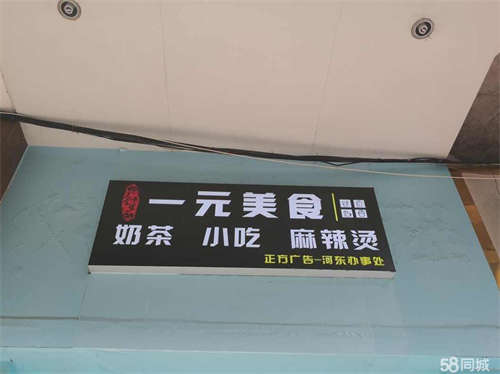 一元美食
奶茶 小吃 麻辣烫
正方广告-河东办事处
58同城